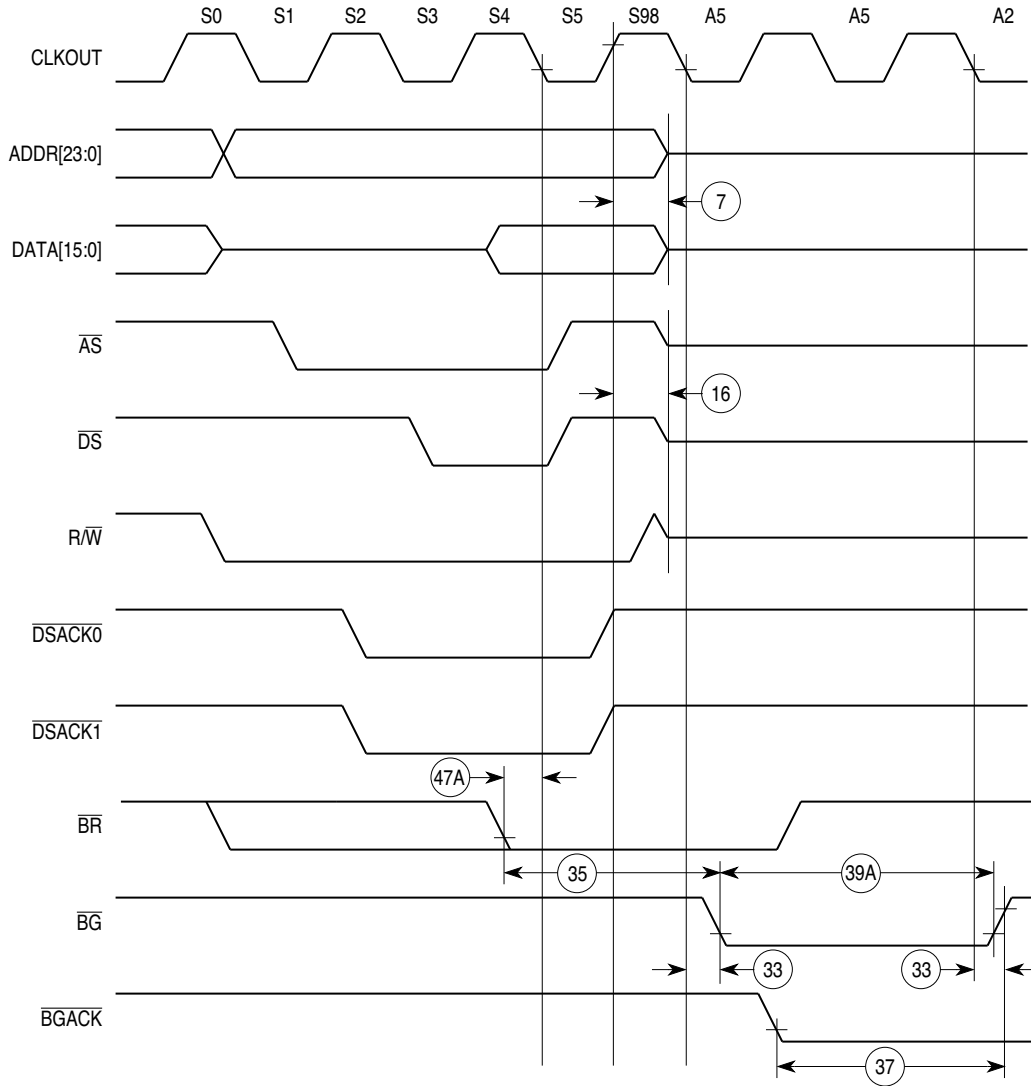 S0 S1 S2 S3 S4 S5 S98 A5 A5 A2
CLKOUT
ADDR[23:0]
7
DATA[15:0]
AS
16
DS
R/W
DSACK0
DSACK1
47A
BR
35 39A
BG
33 33
BGACK
37